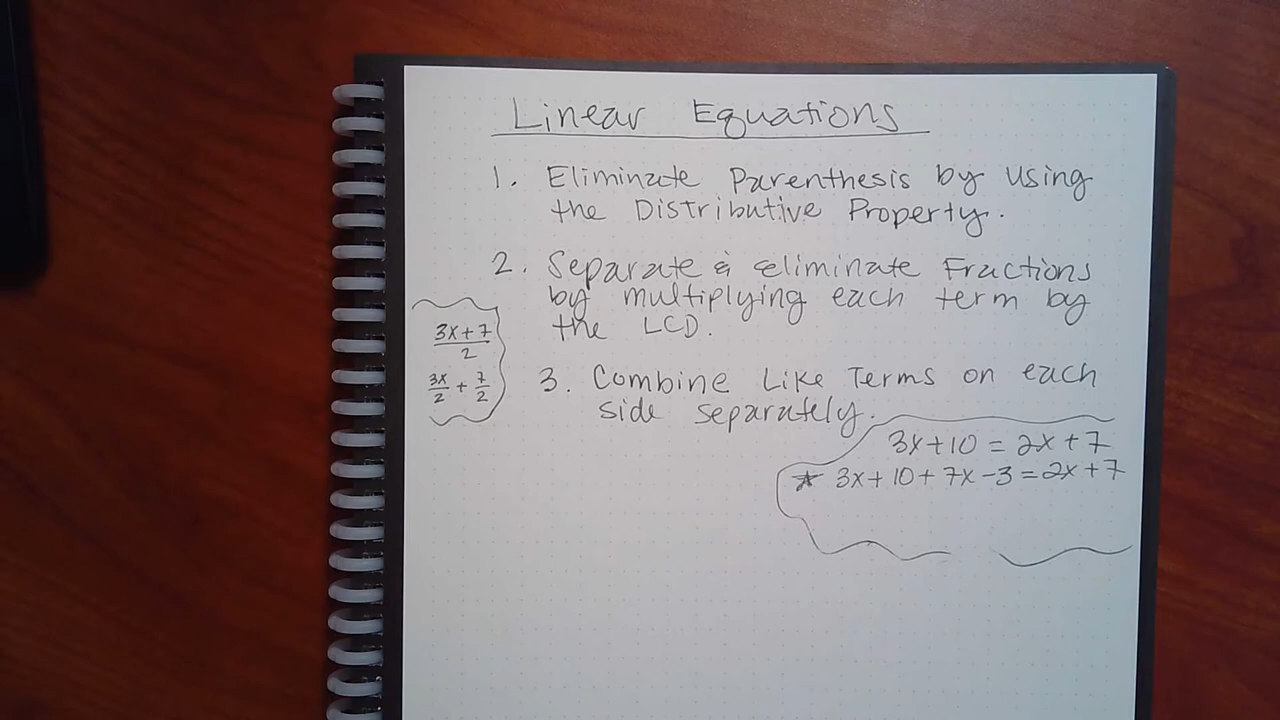 Linear Equations
1. Eliminate Parenthesis by using
the Distributive Property.
2. Separate & eliminate Fractions
by multiplying each term by
the LCD.
3x+7
2
3x/2 + 7/2
3. Combine Like Terms on each
side separately.
3x+10 = 2x+7
* 3x+10+7x-3=2x+7